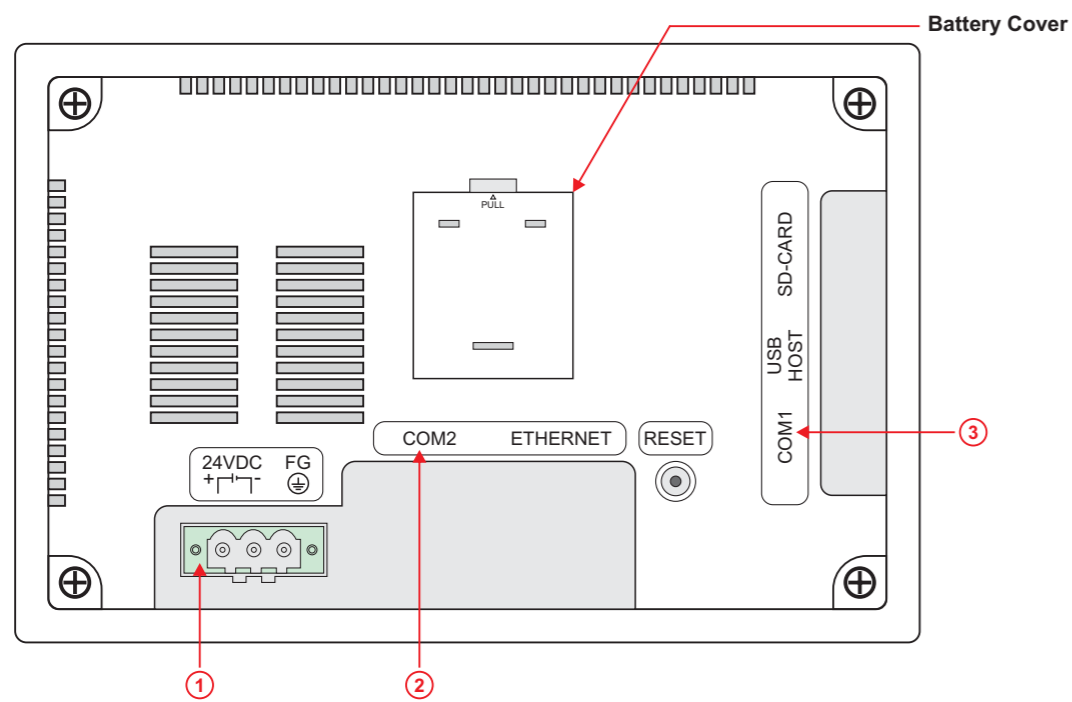 Battery Cover
PULL
SD-CARD
USB
HOST
COM1
3
COM2 ETHERNET
RESET
24VDC FG
+ -
1
2